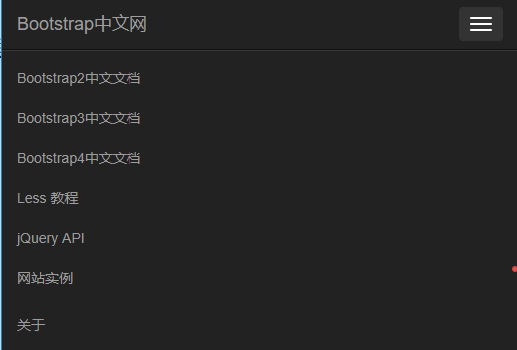 Bootstrap中文网
Bootstrap2中文文档
Bootstrap3中文文档
Bootstrap4中文文档
Less 教程
jQuery API
网站实例
关于